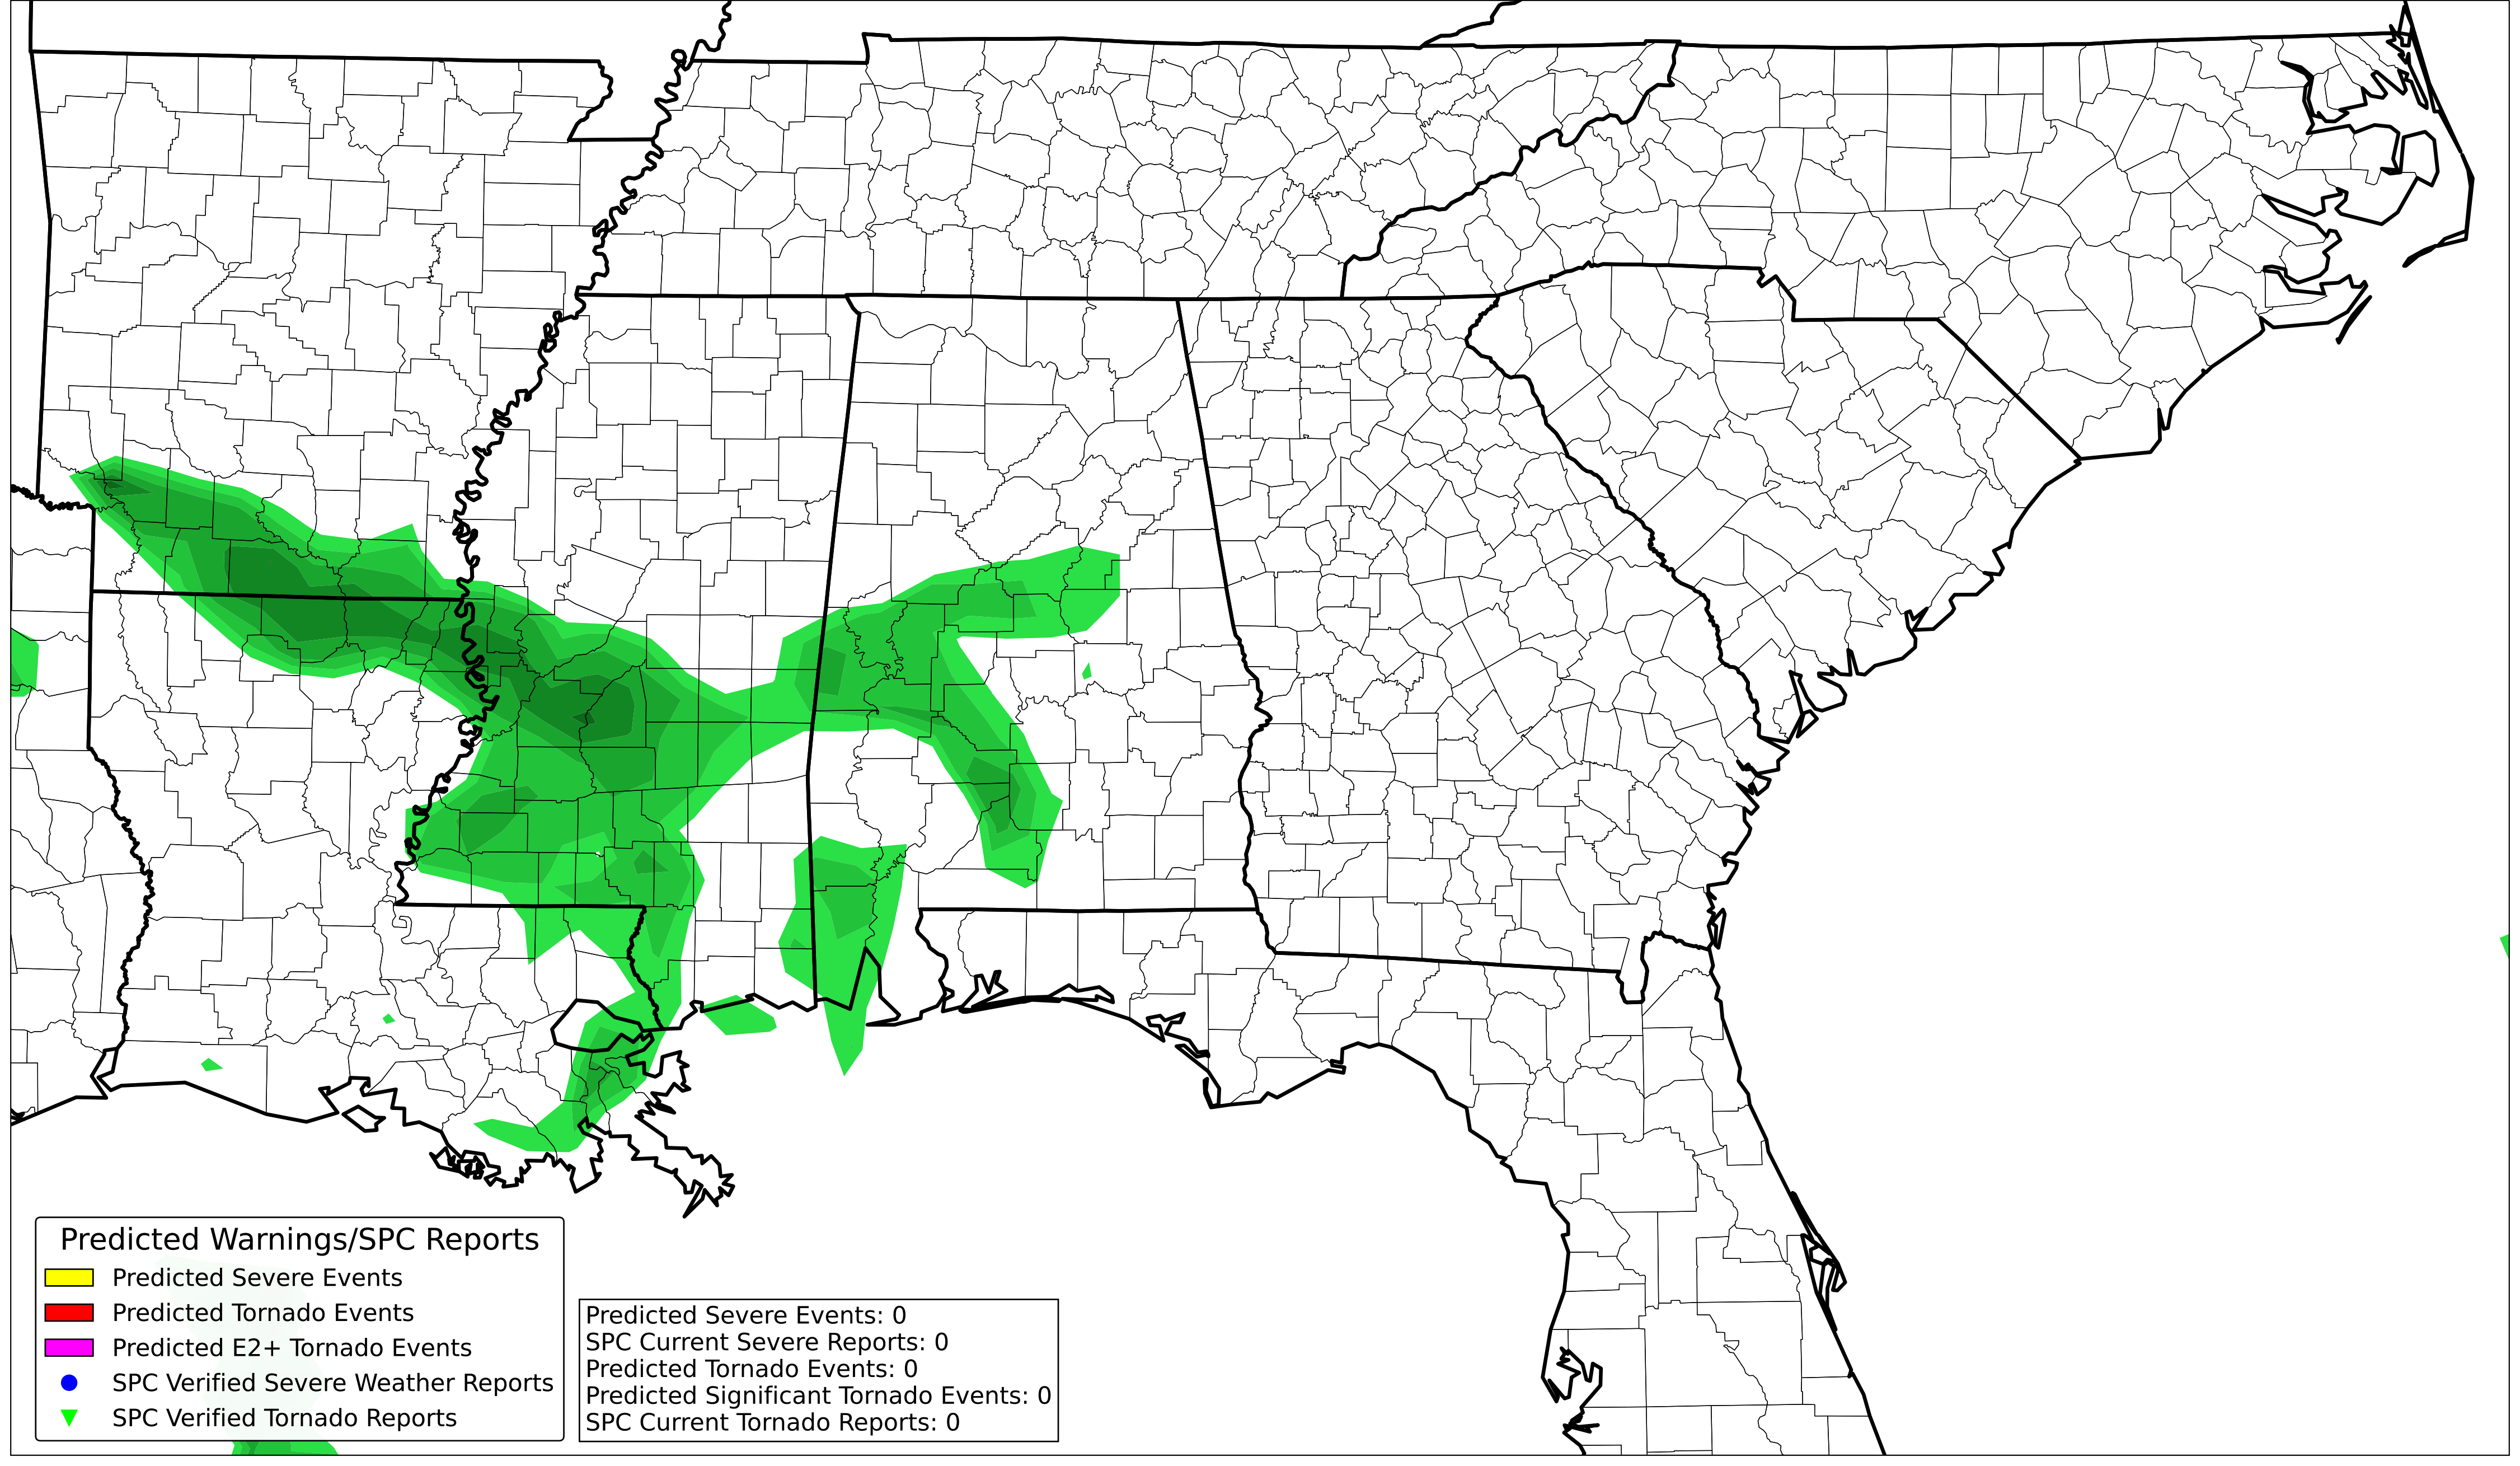 Predicted Warnings/SPC Reports
Predicted Severe Events
Predicted Tornado Events
Predicted E2+ Tornado Events
SPC Verified Severe Weather Reports
SPC Verified Tornado Reports
Predicted Severe Events: 0
SPC Current Severe Reports: 0
Predicted Tornado Events: 0
Predicted Significant Tornado Events: 0
SPC Current Tornado Reports: 0